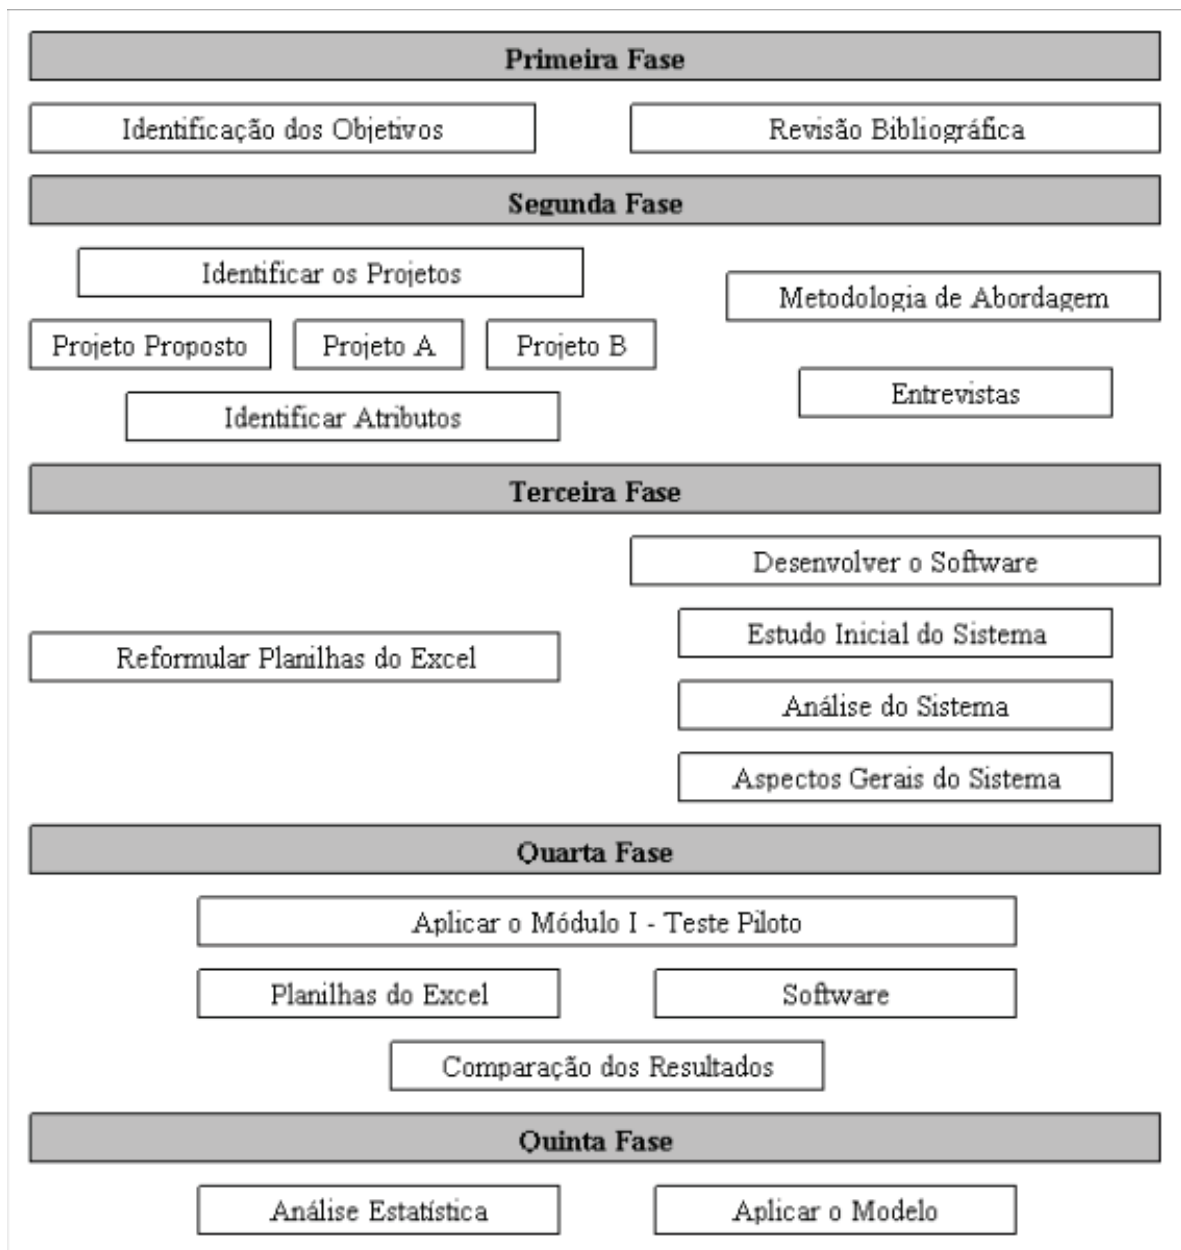 Primeira Fase
Identificação dos Objetivos
Revisão Bibliográfica
Segunda Fase
Identificar os Projetos
Metodologia de Abordagem
Projeto Proposto
Projeto A
Projeto B
Entrevistas
Identificar Atributos
Terceira Fase
Desenvolver o Software
Estudo Inicial do Sistema
Reformular Planilhas do Excel
Análise do Sistema
Aspectos Gerais do Sistema
Quarta Fase
Aplicar o Módulo I - Teste Piloto
Planilhas do Excel
Software
Comparação dos Resultados
Quinta Fase
Análise Estatística
Aplicar o Modelo